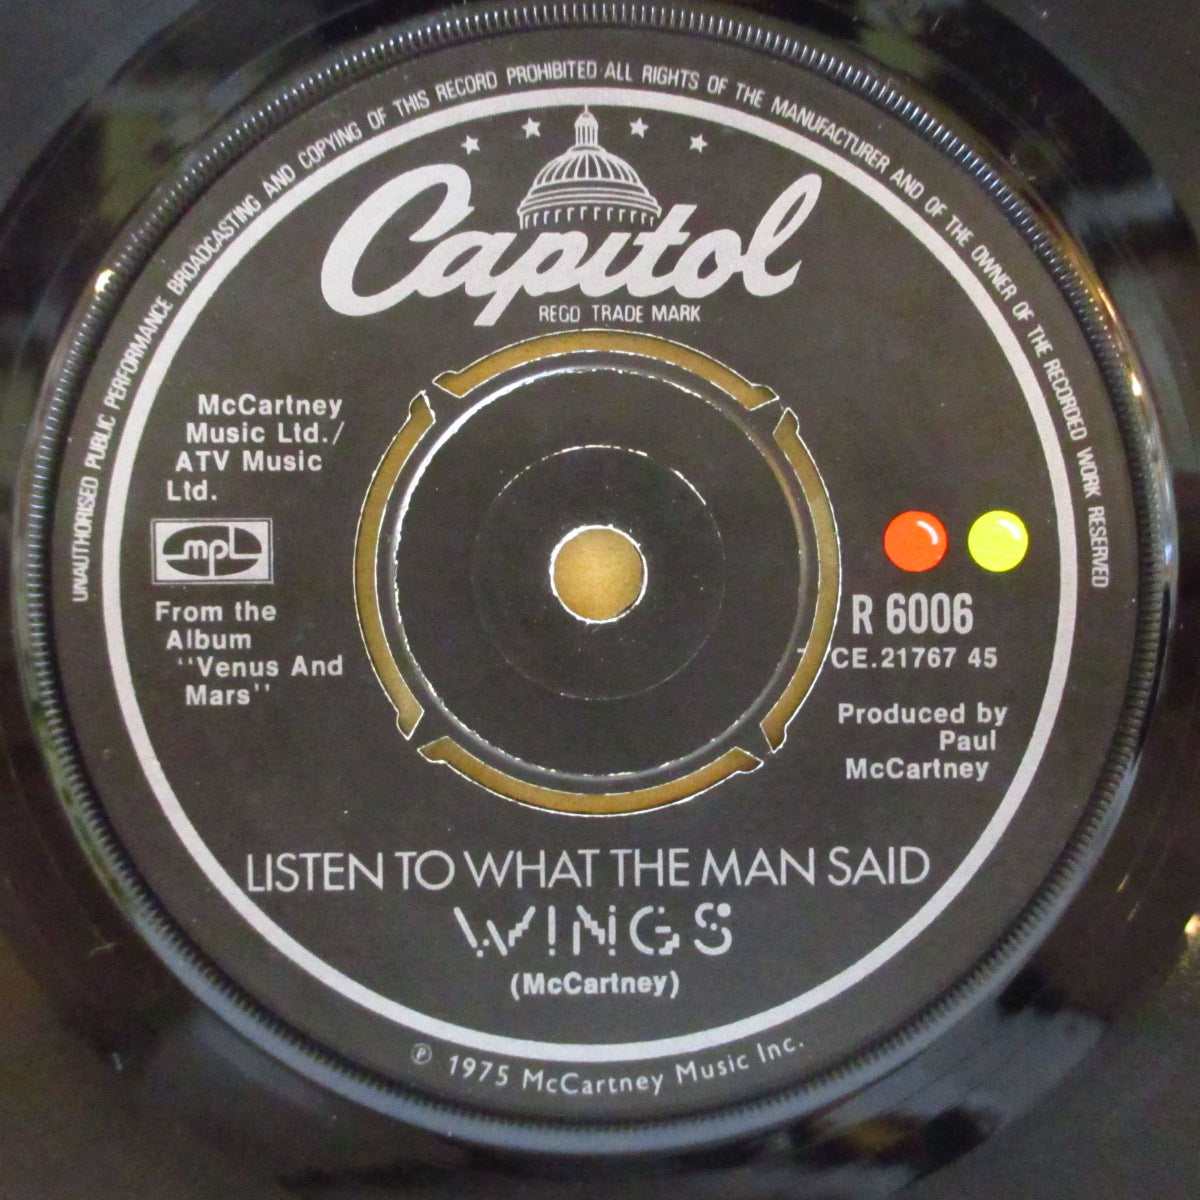 UNAUTHORISED PUBLIC PERFORMANCE BROADCASTING AND COPYING OF THIS RECORD PROHIBITED ALL RIGHTS OF THE MANUFACTURER AND OF THE OWNER OF THE RECORDED WORK RESERVED
Capitol
REGD TRADE MARK
McCartney
Music Ltd./
ATV Music
Ltd.
mpl
From the
Album
"Venus And
Mars"
R 6006
CE.21767 45
Produced by
Paul
McCartney
LISTEN TO WHAT THE MAN SAID
WINGS
(McCartney)
℗ 1975 McCartney Music Inc.